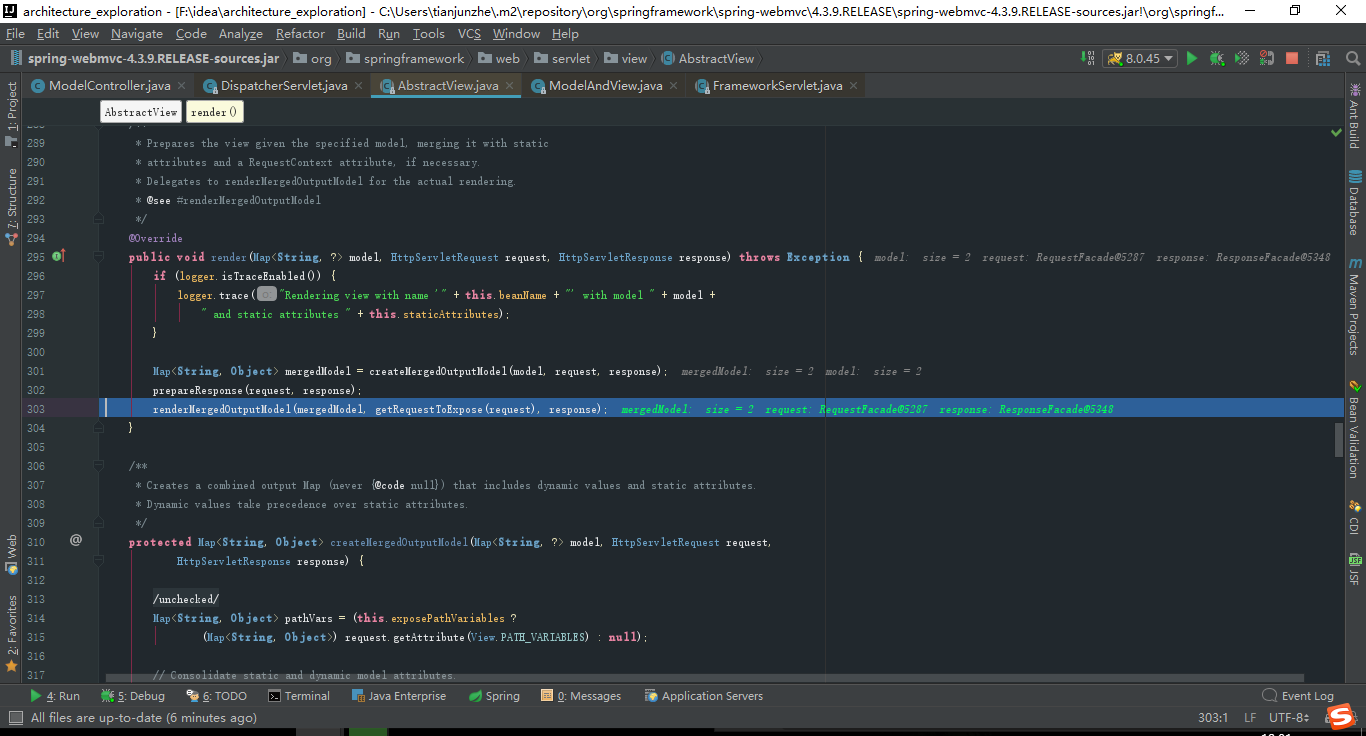 architecture_exploration - [F:\idea\architecture_exploration] - C:\Users\tianjunzhe\.m2\repository\org\springframework\spring-webmvc\4.3.9.RELEASE\spring-webmvc-4.3.9.RELEASE-sources.jar!\org\springf...
File Edit View Navigate Code Analyze Refactor Build Run Tools VCS Window Help
spring-webmvc-4.3.9.RELEASE-sources.jar org springframework web servlet view AbstractView 8.0.45
ModelController.java DispatcherServlet.java AbstractView.java ModelAndView.java FrameworkServlet.java
AbstractView render()
288 /**
289 * Prepares the view given the specified model, merging it with static
290 * attributes and a RequestContext attribute, if necessary.
291 * Delegates to renderMergedOutputModel for the actual rendering.
292 * @see #renderMergedOutputModel
293 */
294 @Override
295 public void render(Map<String, ?> model, HttpServletRequest request, HttpServletResponse response) throws Exception { model: size = 2 request: RequestFacade@5287 response: ResponseFacade@5348
296 if (logger.isTraceEnabled()) {
297 logger.trace( "Rendering view with name '" + this.beanName + "' with model " + model +
298 " and static attributes " + this.staticAttributes);
299 }
300
301 Map<String, Object> mergedModel = createMergedOutputModel(model, request, response); mergedModel: size = 2 model: size = 2
302 prepareResponse(request, response);
303 renderMergedOutputModel(mergedModel, getRequestToExpose(request), response); mergedModel: size = 2 request: RequestFacade@5287 response: ResponseFacade@5348
304 }
305
306 /**
307 * Creates a combined output Map (never {@code null}) that includes dynamic values and static attributes.
308 * Dynamic values take precedence over static attributes.
309 */
310 @ protected Map<String, Object> createMergedOutputModel(Map<String, ?> model, HttpServletRequest request,
311 HttpServletResponse response) {
312
313 /unchecked/
314 Map<String, Object> pathVars = (this.exposePathVariables ?
315 (Map<String, Object>) request.getAttribute(View.PATH_VARIABLES) : null);
316
317 // Consolidate static and dynamic model attributes.
1: Project
7: Structure
Web
2: Favorites
Ant Build
Database
Maven Projects
Bean Validation
CDI
JSF
4: Run 5: Debug 6: TODO Terminal Java Enterprise Spring 0: Messages Application Servers Event Log
All files are up-to-date (6 minutes ago) 303:1 LF UTF-8